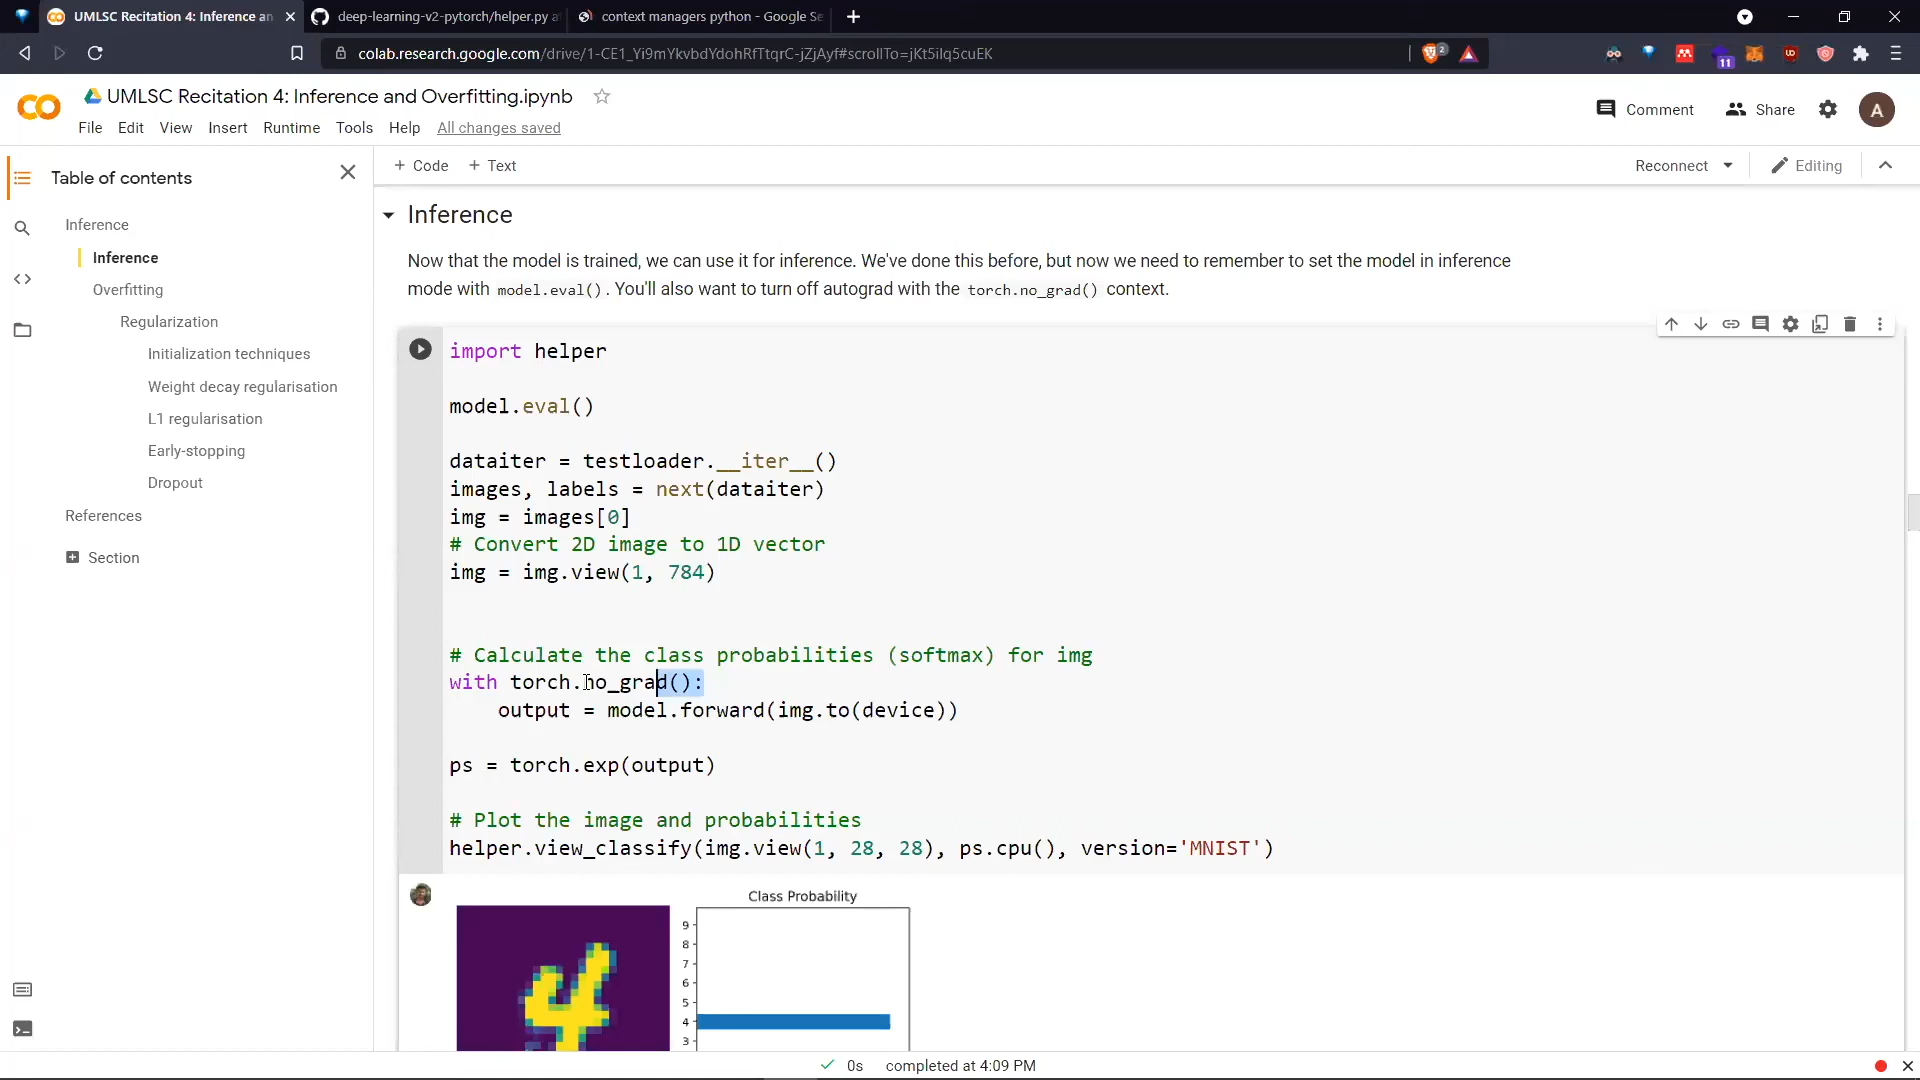 UMLSC Recitation 4: Inference an
deep-learning-v2-pytorch/helper.py a
context managers python - Google Se
colab.research.google.com/drive/1-CE1_Yi9mYkvbdYdohRfTtqrC-jZjAyf#scrollTo=jKt5iIq5cuEK
2
11
UMLSC Recitation 4: Inference and Overfitting.ipynb
File Edit View Insert Runtime Tools Help All changes saved
Comment Share A
Table of contents
Inference
Inference
Overfitting
Regularization
Initialization techniques
Weight decay regularisation
L1 regularisation
Early-stopping
Dropout
References
Section
+ Code + Text
Reconnect Editing
Inference
Now that the model is trained, we can use it for inference. We've done this before, but now we need to remember to set the model in inference
mode with model.eval(). You'll also want to turn off autograd with the torch.no_grad() context.
import helper
model.eval()
dataiter = testloader.__iter__()
images, labels = next(dataiter)
img = images[0]
# Convert 2D image to 1D vector
img = img.view(1, 784)
# Calculate the class probabilities (softmax) for img
with torch.no_grad():
output = model.forward(img.to(device))
ps = torch.exp(output)
# Plot the image and probabilities
helper.view_classify(img.view(1, 28, 28), ps.cpu(), version='MNIST')
Class Probability
9
8
7
6
5
4
3
4
0s completed at 4:09 PM